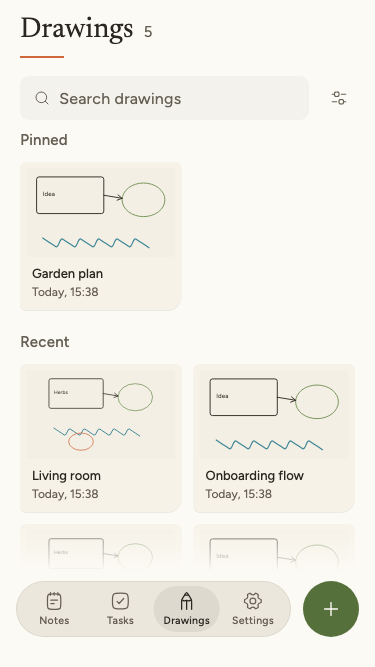 Drawings 5
Search drawings
Pinned
Idea
Garden plan
Today, 15:38
Recent
Herbs
Living room
Today, 15:38
Idea
Onboarding flow
Today, 15:38
Herbs
Idea
Notes
Tasks
Drawings
Settings